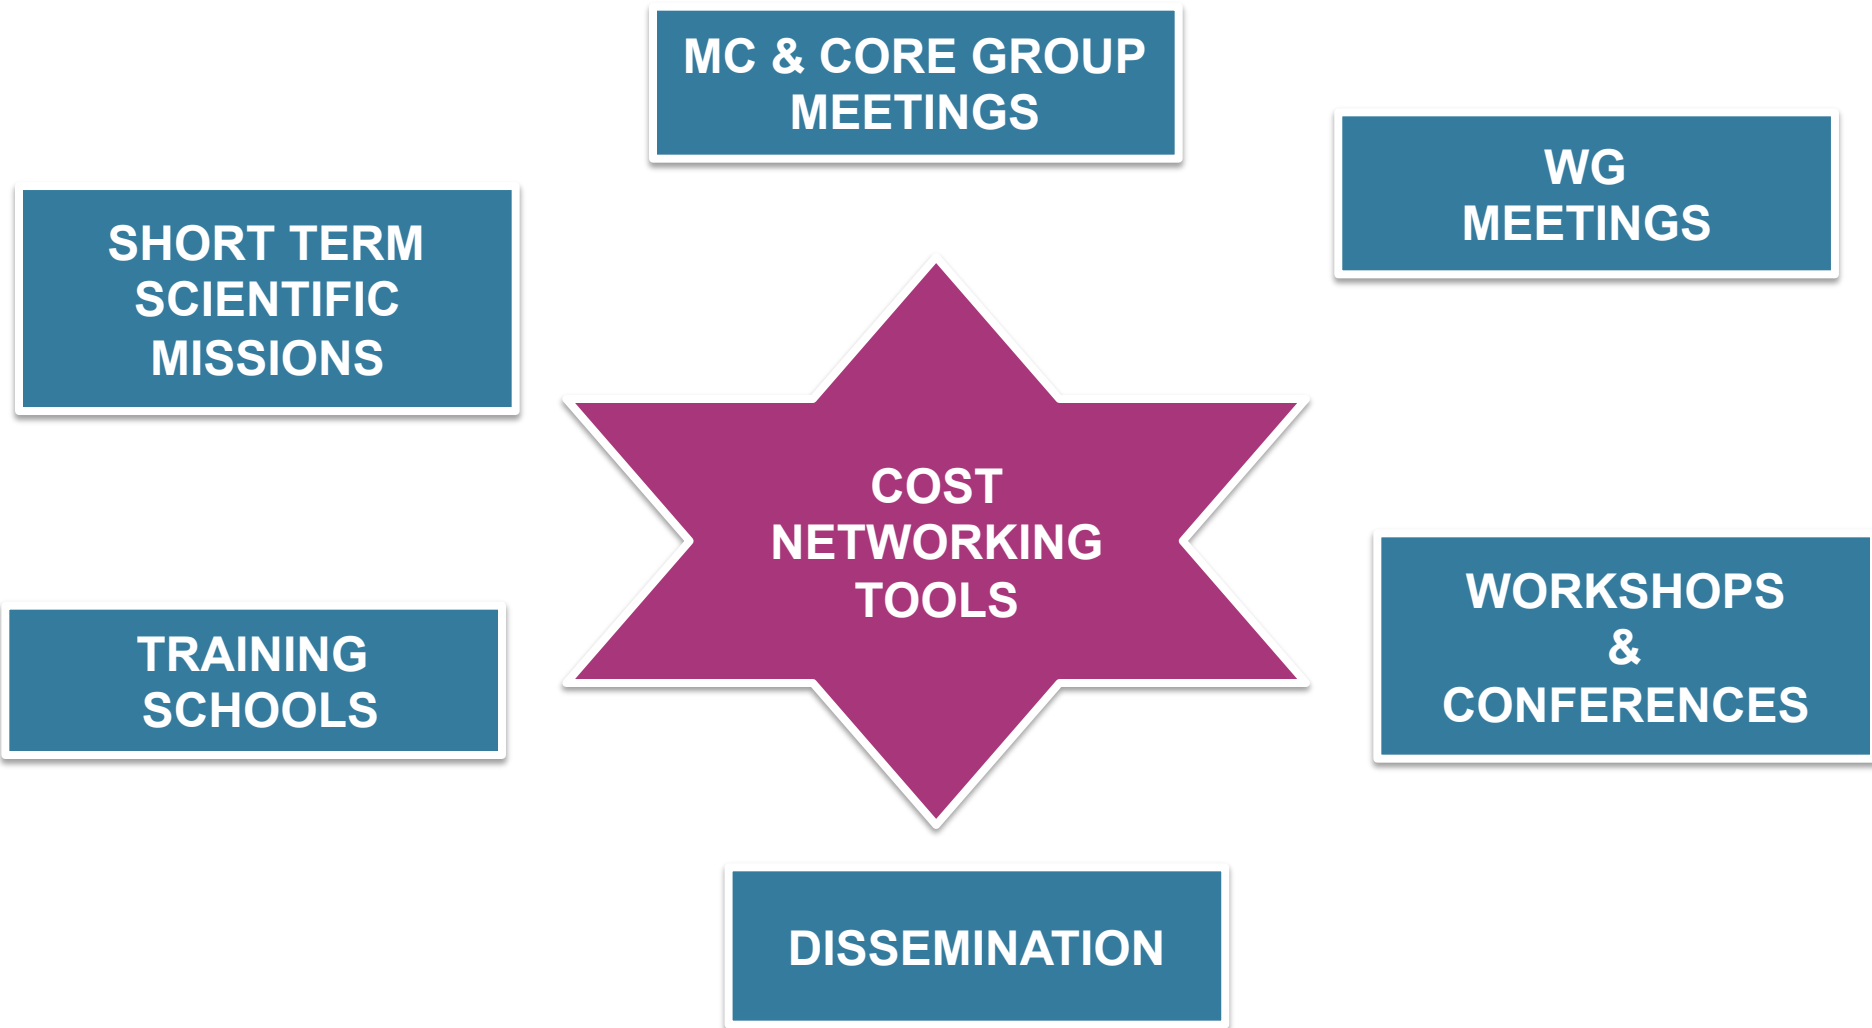 MC & CORE GROUP
MEETINGS
WG
MEETINGS
SHORT TERM
SCIENTIFIC
MISSIONS
COST
NETWORKING
TOOLS
WORKSHOPS
&
CONFERENCES
TRAINING
SCHOOLS
DISSEMINATION